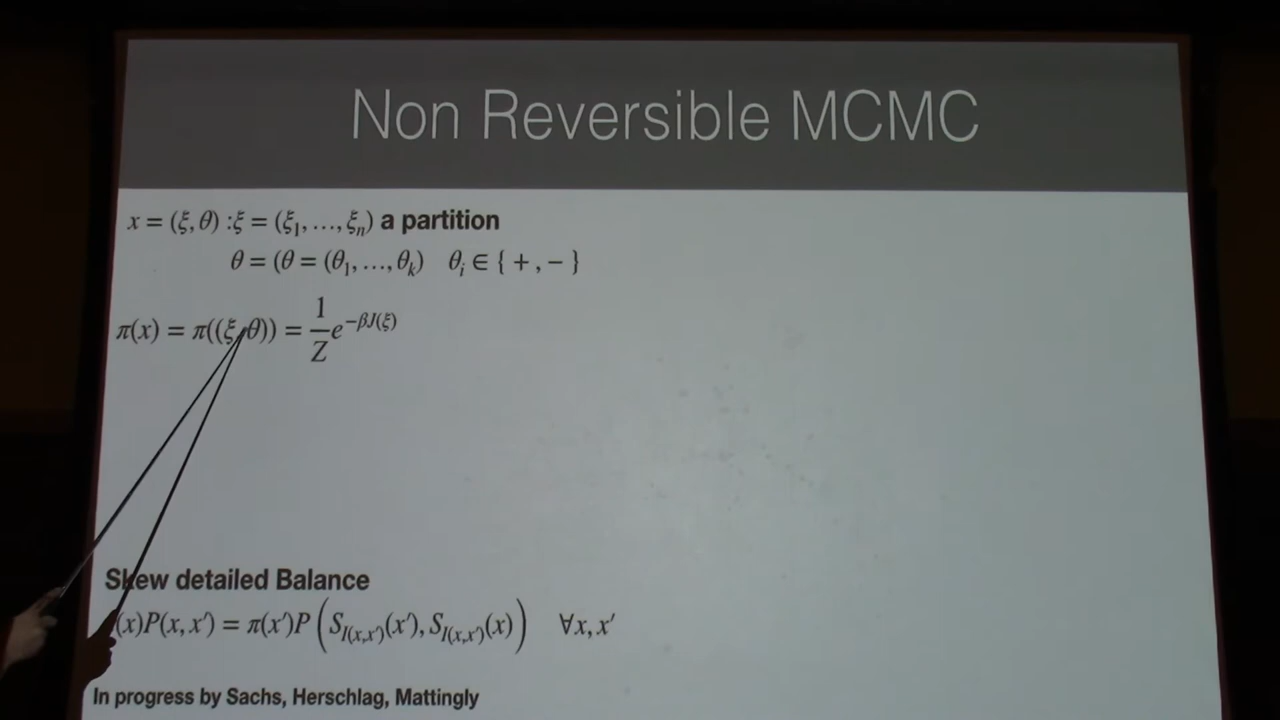 Non Reversible MCMC
x = (ξ, θ) :ξ = (ξ₁, …, ξₙ) a partition
θ = (θ = (θ₁, …, θₖ) θᵢ ∈ { + , − }
π(x) = π((ξ, θ)) = 1/Z e^{−βJ(ξ)}
Skew detailed Balance
(x)P(x, x′) = π(x′)P ( S_{I(x,x′)}(x′), S_{I(x,x′)}(x) ) ∀x, x′
In progress by Sachs, Herschlag, Mattingly